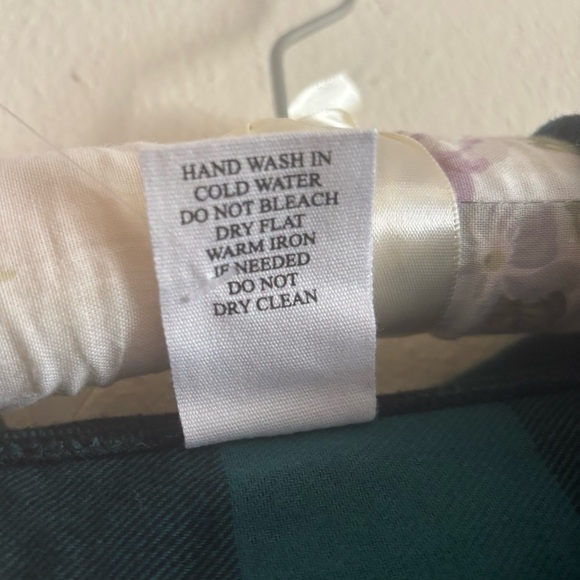 HAND WASH IN
COLD WATER
DO NOT BLEACH
DRY FLAT
WARM IRON
IF NEEDED
DO NOT
DRY CLEAN